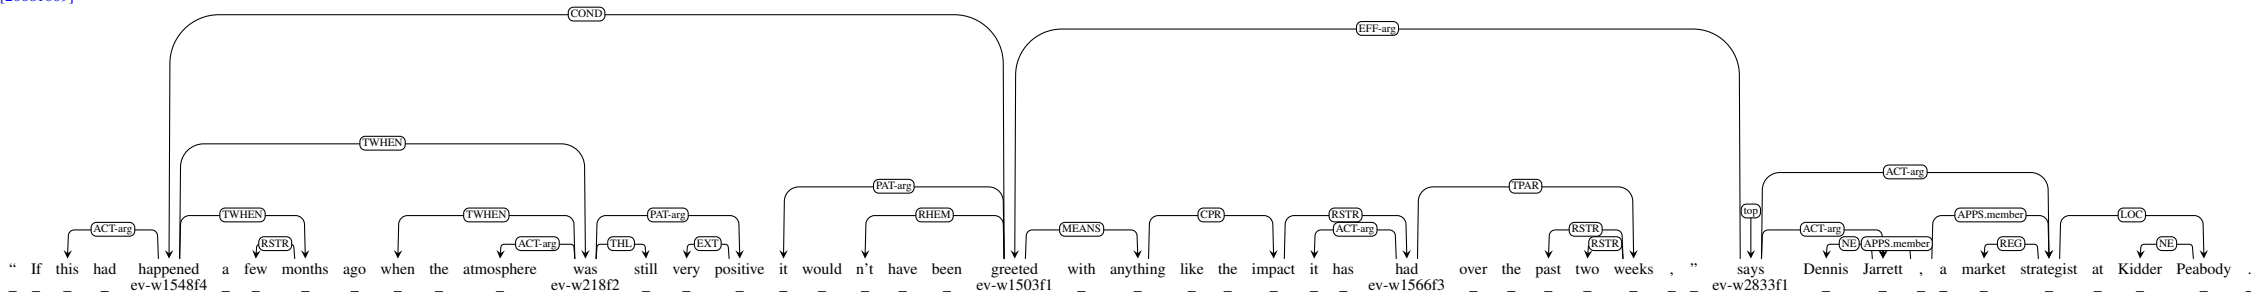 COND
EFF-arg
TWHEN
ACT-arg
PAT-arg TPAR
top
ACT-arg TWHEN TWHEN PAT-arg RHEM MEANS CPR RSTR ACT-arg RSTR ACT-arg APPS.member LOC
RSTR ACT-arg THL EXT RSTR NE APPS.member REG NE
“ If this had happened a few months ago when the atmosphere was still very positive it would n't have been greeted with anything like the impact it has had over the past two weeks , ” says Dennis Jarrett , a market strategist at Kidder Peabody .
_ _ _ _ ev-w1548f4 _ _ _ _ _ _ _ ev-w218f2 _ _ _ _ _ _ _ _ ev-w1503f1 _ _ _ _ _ _ _ ev-w1566f3 _ _ _ _ _ _ _ ev-w2833f1 _ _ _ _ _ _ _ _ _ _